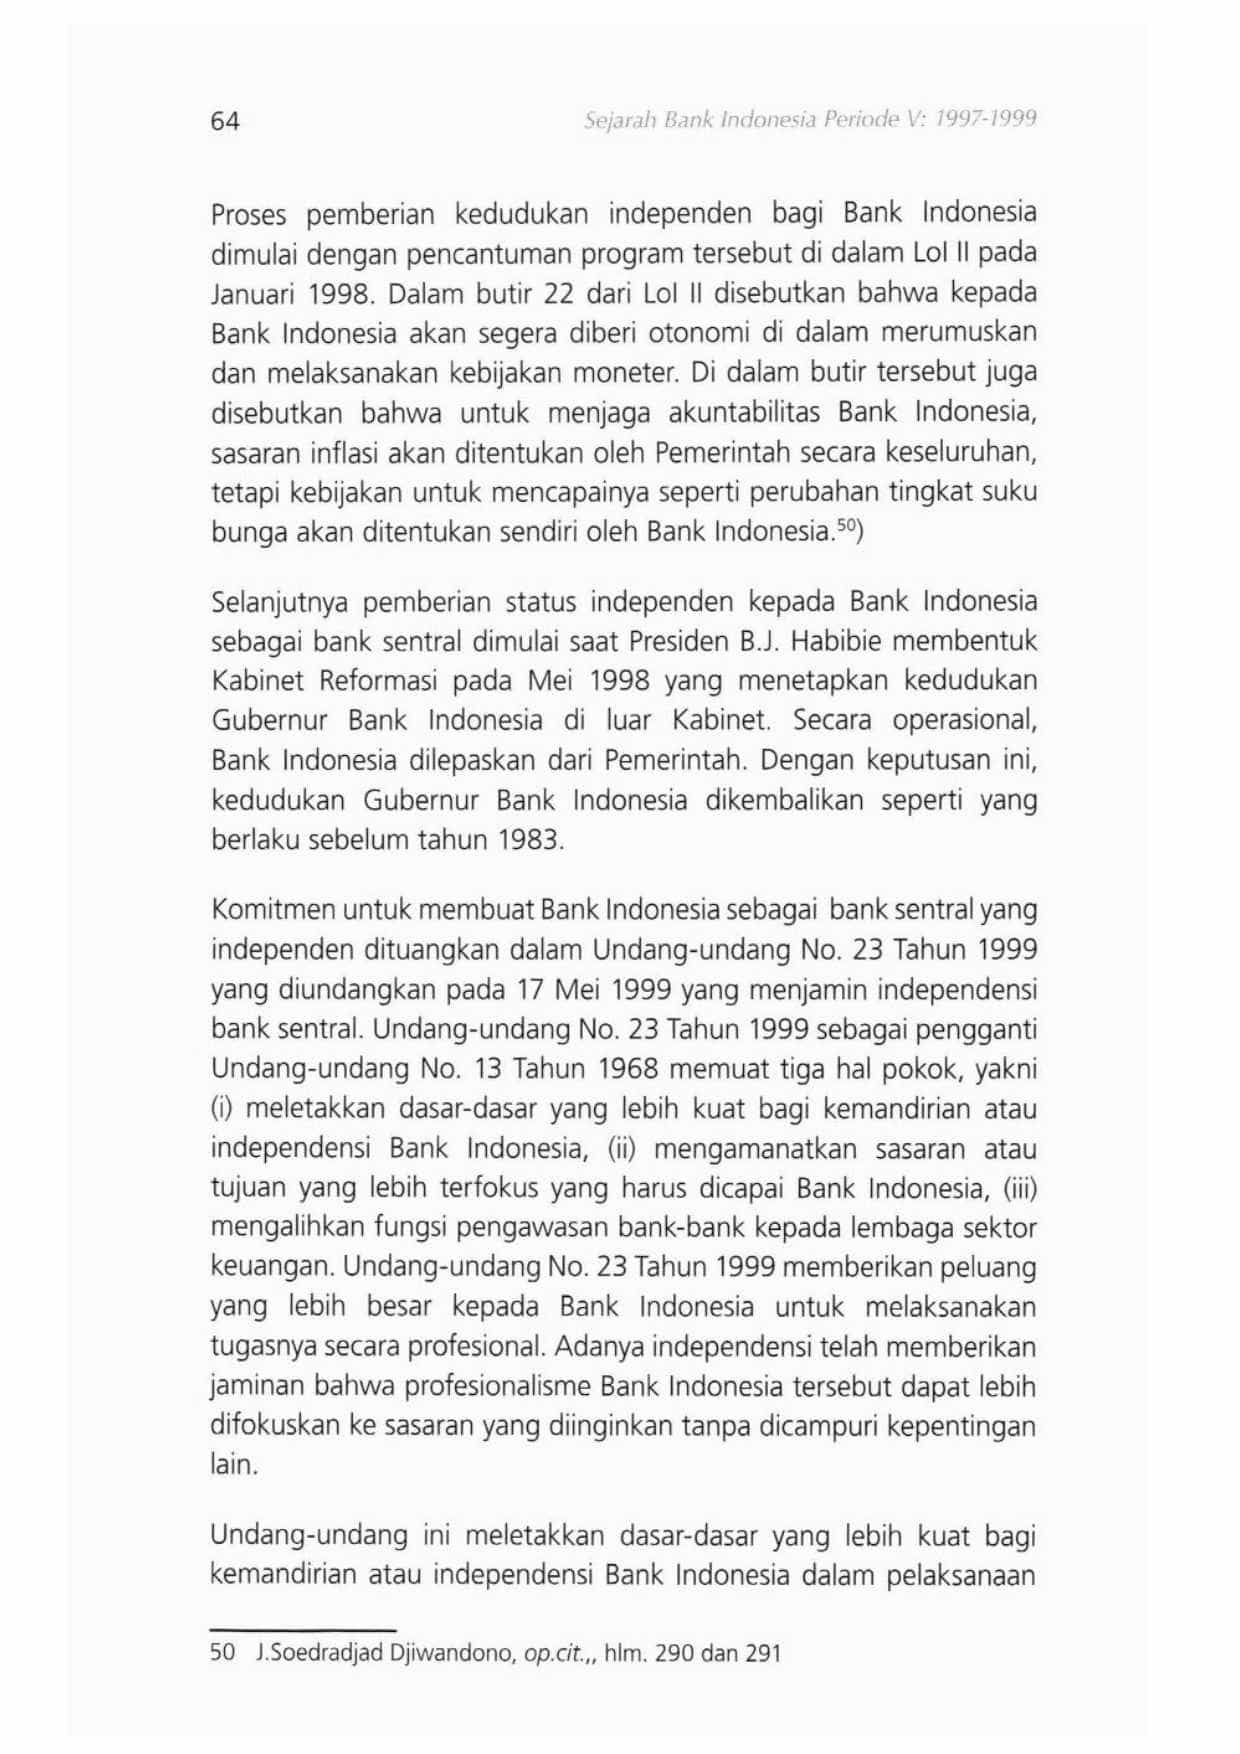 64
Sejarah Bank Indonesia Periode V: 1997-1999
Proses pemberian kedudukan independen bagi Bank Indonesia
dimulai dengan pencantuman program tersebut di dalam LoI II pada
Januari 1998. Dalam butir 22 dari LoI II disebutkan bahwa kepada
Bank Indonesia akan segera diberi otonomi di dalam merumuskan
dan melaksanakan kebijakan moneter. Di dalam butir tersebut juga
disebutkan bahwa untuk menjaga akuntabilitas Bank Indonesia,
sasaran inflasi akan ditentukan oleh Pemerintah secara keseluruhan,
tetapi kebijakan untuk mencapainya seperti perubahan tingkat suku
bunga akan ditentukan sendiri oleh Bank Indonesia.50)
Selanjutnya pemberian status independen kepada Bank Indonesia
sebagai bank sentral dimulai saat Presiden B.J. Habibie membentuk
Kabinet Reformasi pada Mei 1998 yang menetapkan kedudukan
Gubernur Bank Indonesia di luar Kabinet. Secara operasional,
Bank Indonesia dilepaskan dari Pemerintah. Dengan keputusan ini,
kedudukan Gubernur Bank Indonesia dikembalikan seperti yang
berlaku sebelum tahun 1983.
Komitmen untuk membuat Bank Indonesia sebagai bank sentral yang
independen dituangkan dalam Undang-undang No. 23 Tahun 1999
yang diundangkan pada 17 Mei 1999 yang menjamin independensi
bank sentral. Undang-undang No. 23 Tahun 1999 sebagai pengganti
Undang-undang No. 13 Tahun 1968 memuat tiga hal pokok, yakni
(i) meletakkan dasar-dasar yang lebih kuat bagi kemandirian atau
independensi Bank Indonesia, (ii) mengamanatkan sasaran atau
tujuan yang lebih terfokus yang harus dicapai Bank Indonesia, (iii)
mengalihkan fungsi pengawasan bank-bank kepada lembaga sektor
keuangan. Undang-undang No. 23 Tahun 1999 memberikan peluang
yang lebih besar kepada Bank Indonesia untuk melaksanakan
tugasnya secara profesional. Adanya independensi telah memberikan
jaminan bahwa profesionalisme Bank Indonesia tersebut dapat lebih
difokuskan ke sasaran yang diinginkan tanpa dicampuri kepentingan
lain.
Undang-undang ini meletakkan dasar-dasar yang lebih kuat bagi
kemandirian atau independensi Bank Indonesia dalam pelaksanaan
50 J.Soedradjad Djiwandono, op.cit.,, hlm. 290 dan 291